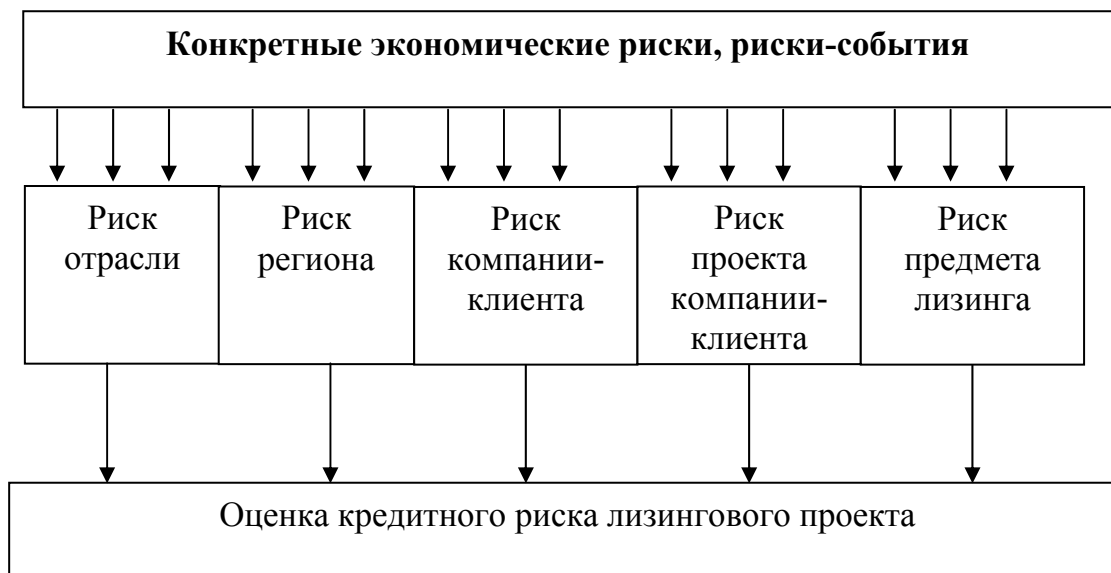 Конкретные экономические риски, риски-события
Риск
отрасли
Риск
региона
Риск
компании-
клиента
Риск
проекта
компании-
клиента
Риск
предмета
лизинга
Оценка кредитного риска лизингового проекта